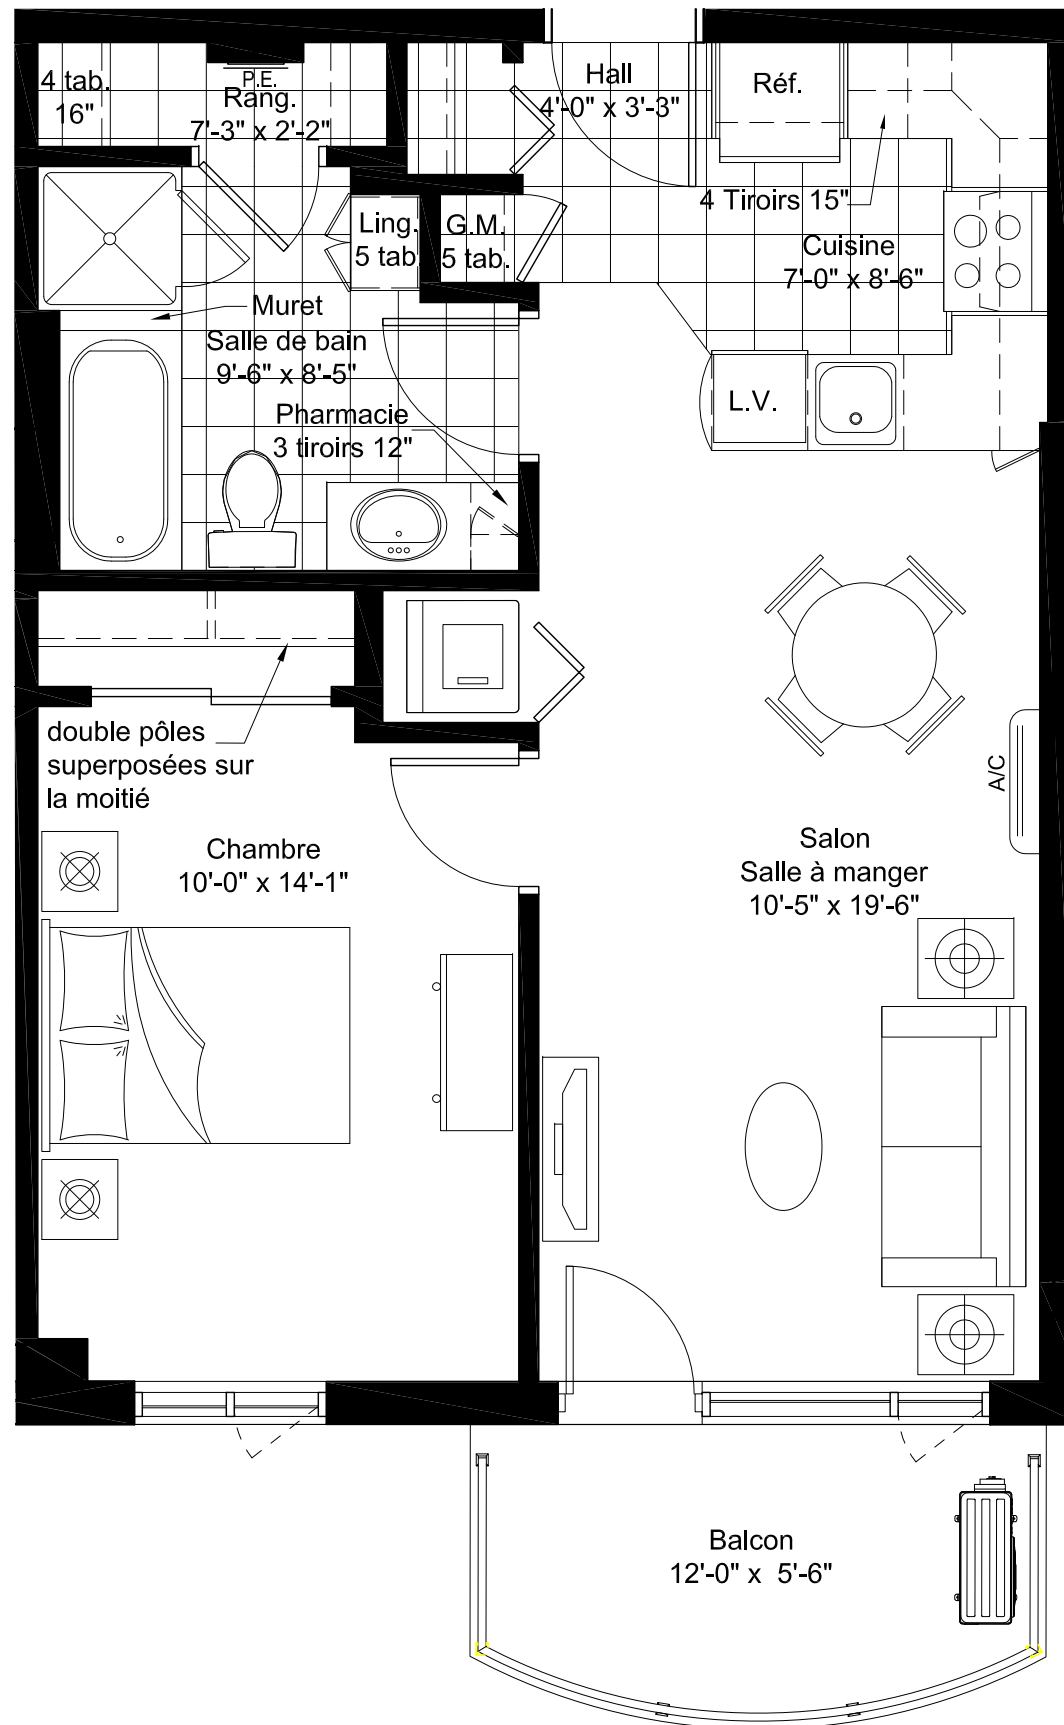 4 tab.
16"
P.E.
Rang.
7'-3" x 2'-2"
Hall
4'-0" x 3'-3"
Réf.
4 Tiroirs 15"
Ling.
5 tab
G.M.
5 tab.
Cuisine
7'-0" x 8'-6"
Muret
Salle de bain
9'-6" x 8'-5"
L.V.
Pharmacie
3 tiroirs 12"
double pôles
superposées sur
la moitié
A/C
Chambre
10'-0" x 14'-1"
Salon
Salle à manger
10'-5" x 19'-6"
Balcon
12'-0" x 5'-6"